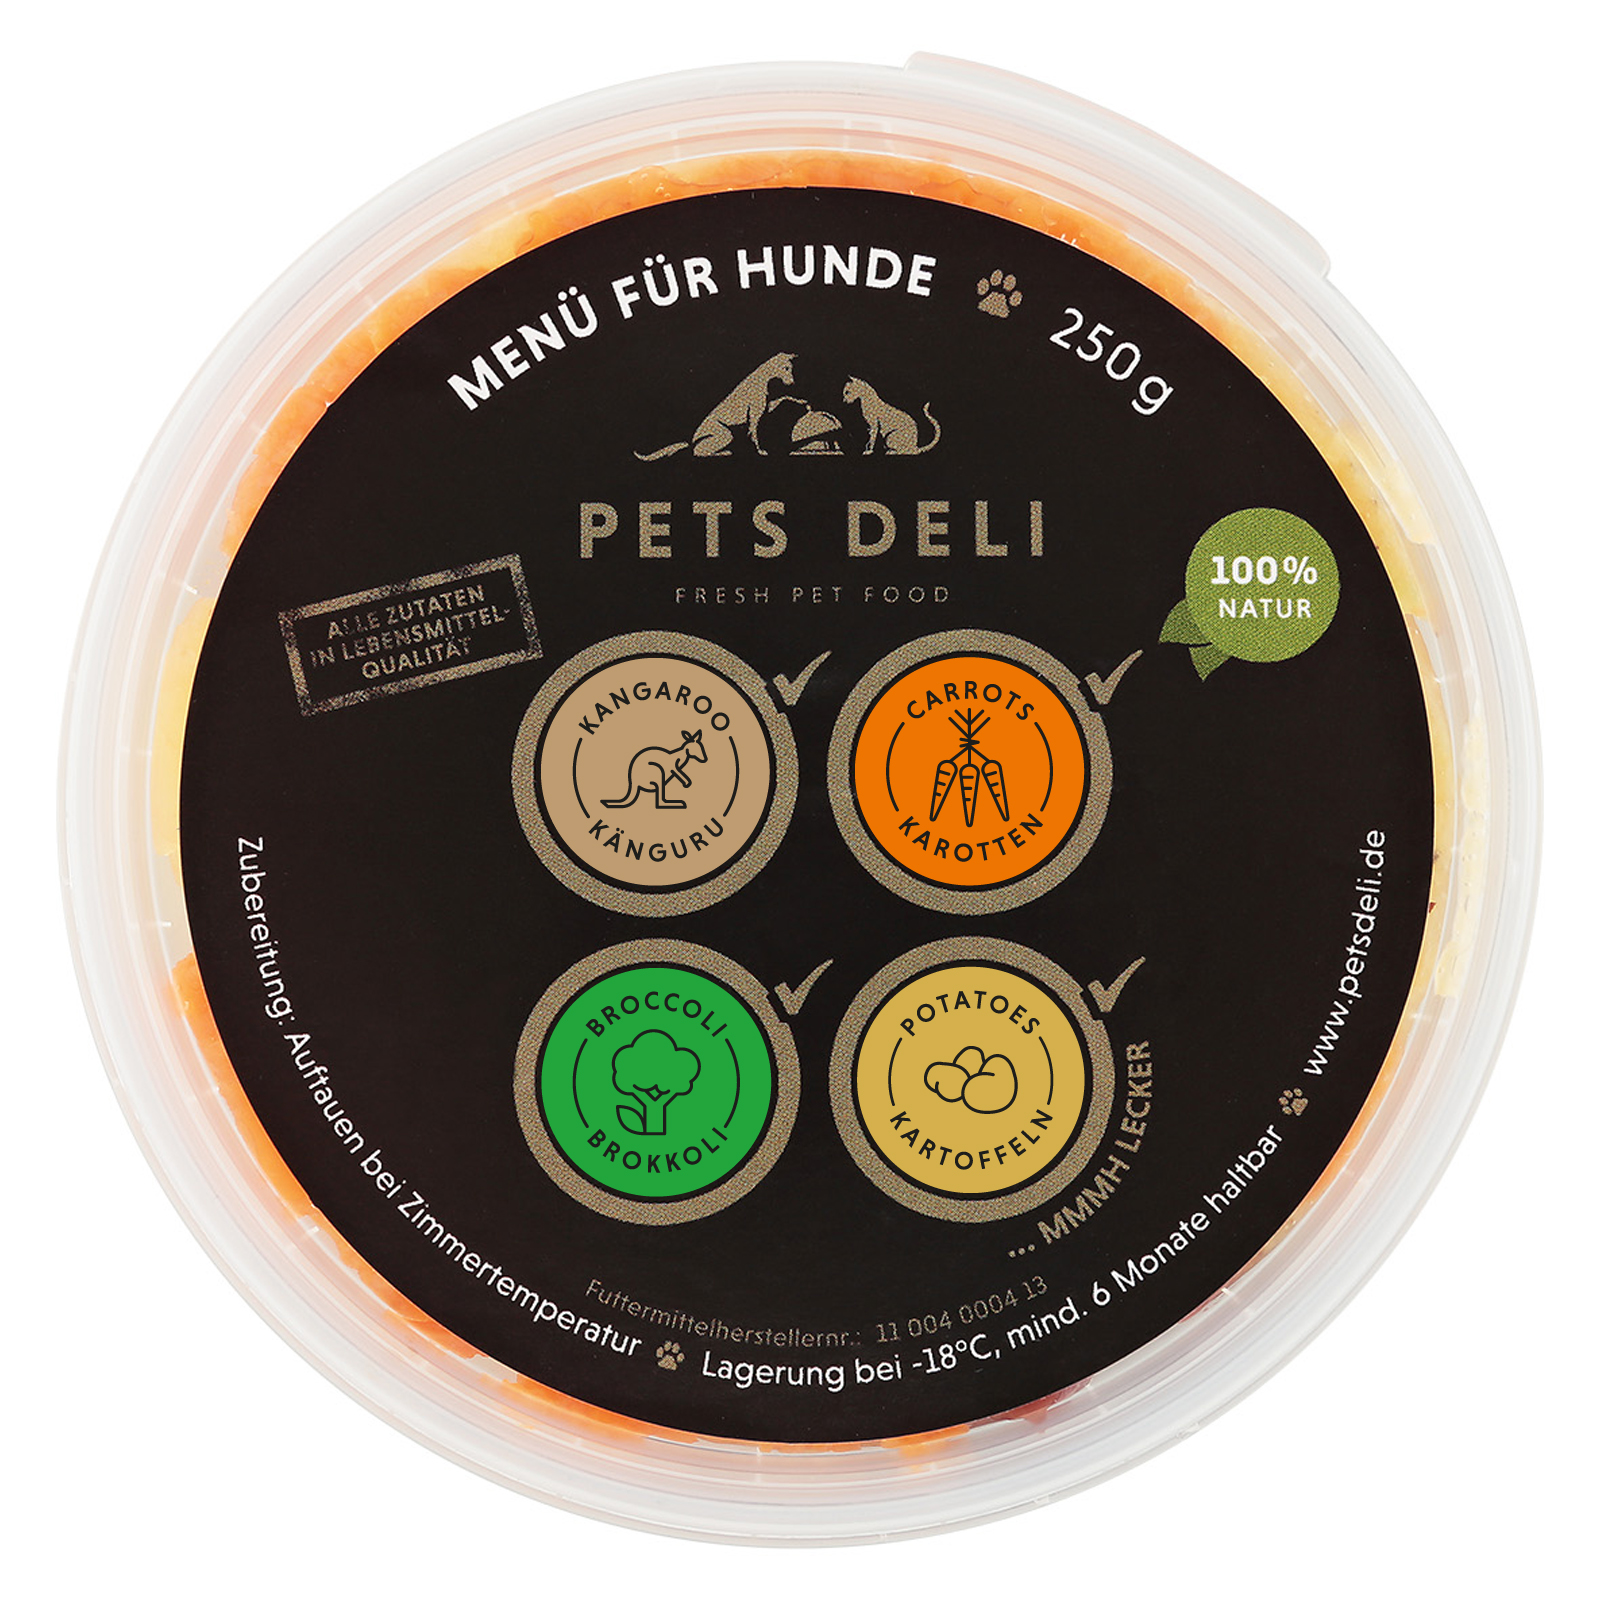 MENÜ FÜR HUNDE 250g
PETS DELI
FRESH PET FOOD
ALLE ZUTATEN
IN LEBENSMITTEL-
QUALITÄT
100%
NATUR
KANGAROO
KÄNGURU
CARROTS
KAROTTEN
BROCCOLI
BROKKOLI
POTATOES
KARTOFFELN
... MMMH LECKER
Futtermittelherstellernr.: 11 004 0004 13
Zubereitung: Auftauen bei Zimmertemperatur Lagerung bei -18°C, mind. 6 Monate haltbar www.petsdeli.de